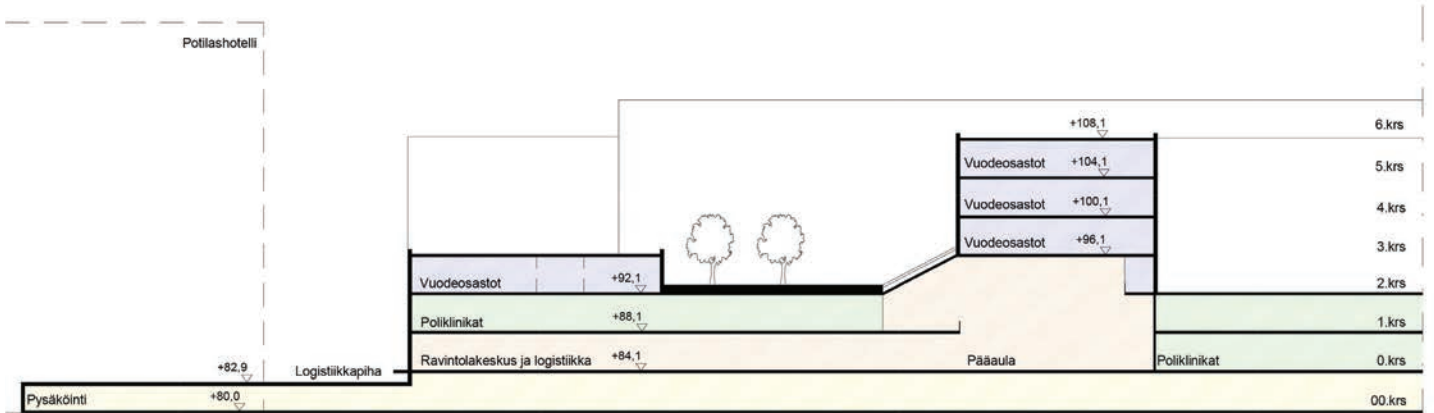 Potilashotelli
+108,1
6.krs
Vuodeosastot +104,1
5.krs
Vuodeosastot +100,1
4.krs
Vuodeosastot +96,1
3.krs
Vuodeosastot +92,1
2.krs
Poliklinikat +88,1
1.krs
+82,9
Logistiikkapiha
Ravintolakeskus ja logistiikka +84,1
Pääaula
Poliklinikat
0.krs
Pysäköinti +80,0
00.krs